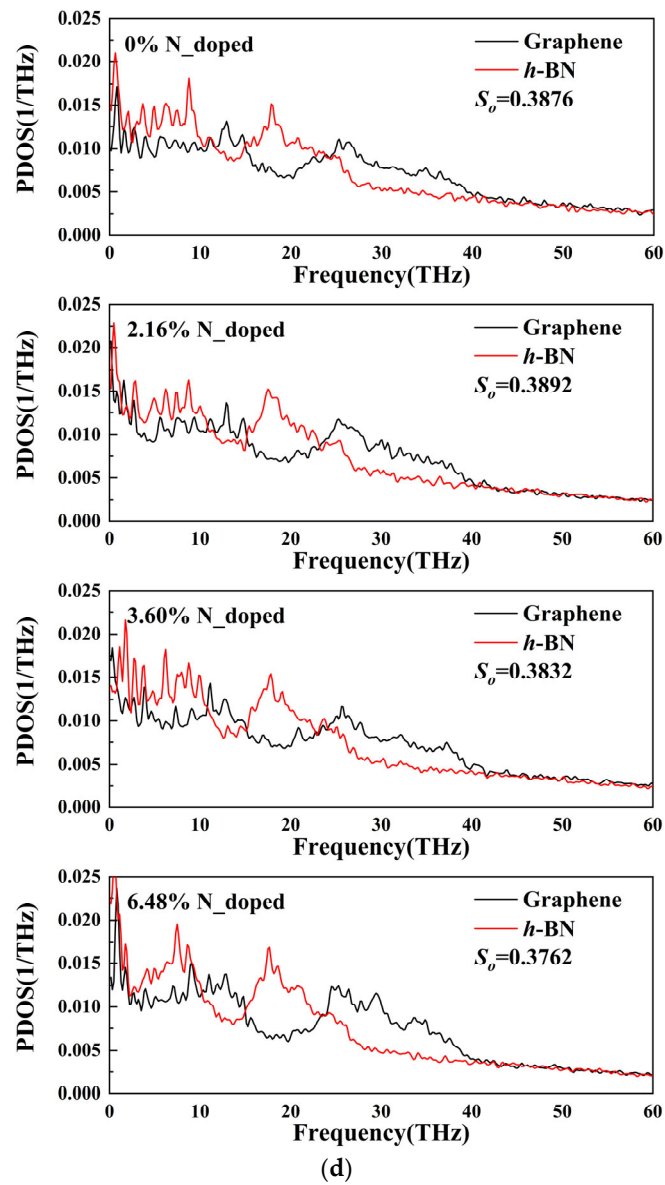 0% N_doped
Graphene
h-BN
Sₒ=0.3876
PDOS(1/THz)
0.025
0.020
0.015
0.010
0.005
0.000
0 10 20 30 40 50 60
Frequency(THz)
2.16% N_doped
Graphene
h-BN
Sₒ=0.3892
PDOS(1/THz)
0.025
0.020
0.015
0.010
0.005
0.000
0 10 20 30 40 50 60
Frequency(THz)
3.60% N_doped
Graphene
h-BN
Sₒ=0.3832
PDOS(1/THz)
0.025
0.020
0.015
0.010
0.005
0.000
0 10 20 30 40 50 60
Frequency(THz)
6.48% N_doped
Graphene
h-BN
Sₒ=0.3762
PDOS(1/THz)
0.025
0.020
0.015
0.010
0.005
0.000
0 10 20 30 40 50 60
Frequency(THz)
(d)